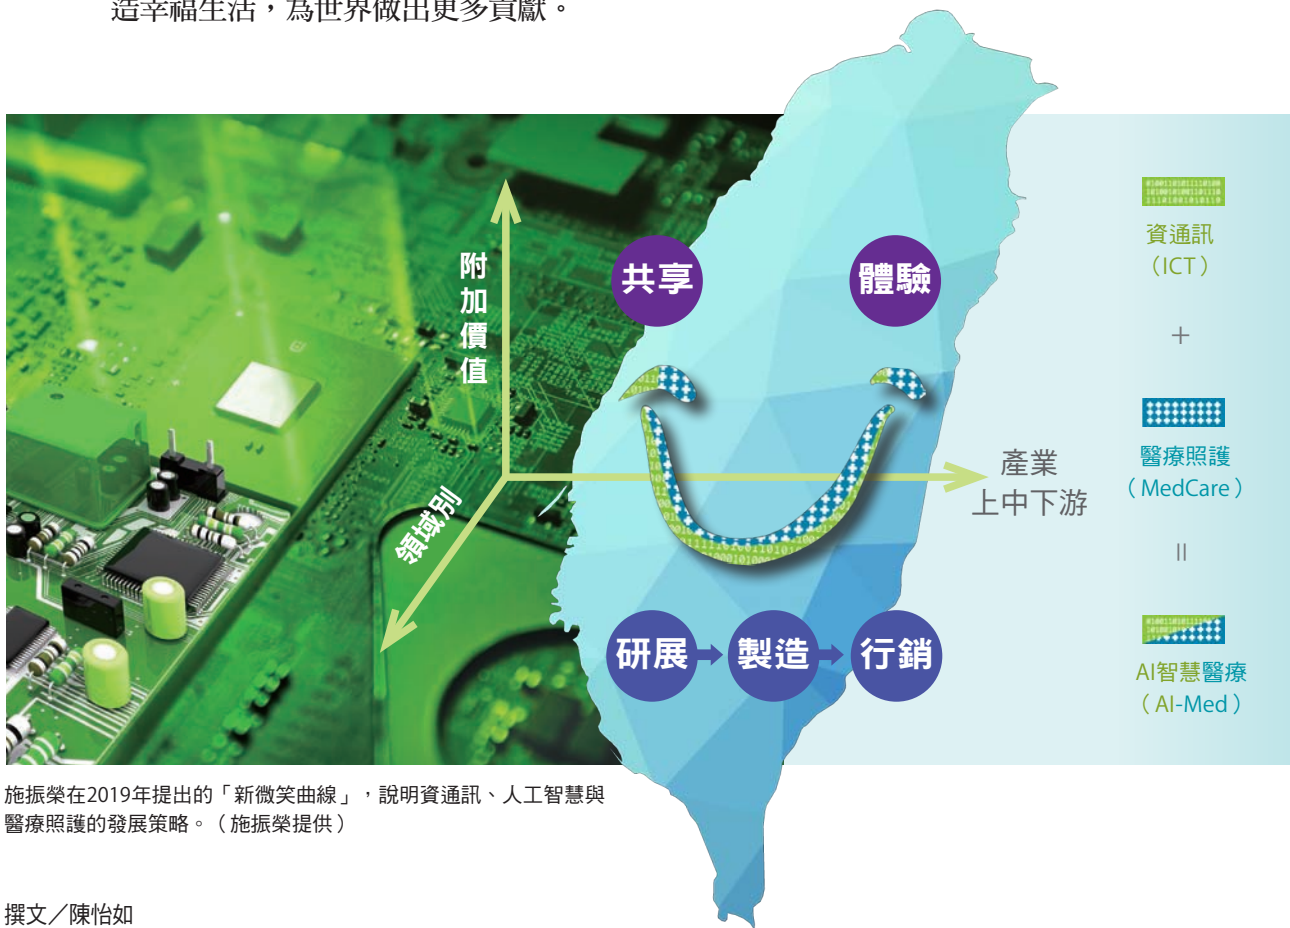 造幸福生活，為世界做出更多貢獻。
附加價值
領域別
共享
體驗
產業
上中下游
研展
製造
行銷
資通訊
（ICT）
＋
醫療照護
（MedCare）
＝
AI智慧醫療
（AI-Med）
施振榮在2019年提出的「新微笑曲線」，說明資通訊、人工智慧與
醫療照護的發展策略。（施振榮提供）
撰文／陳怡如